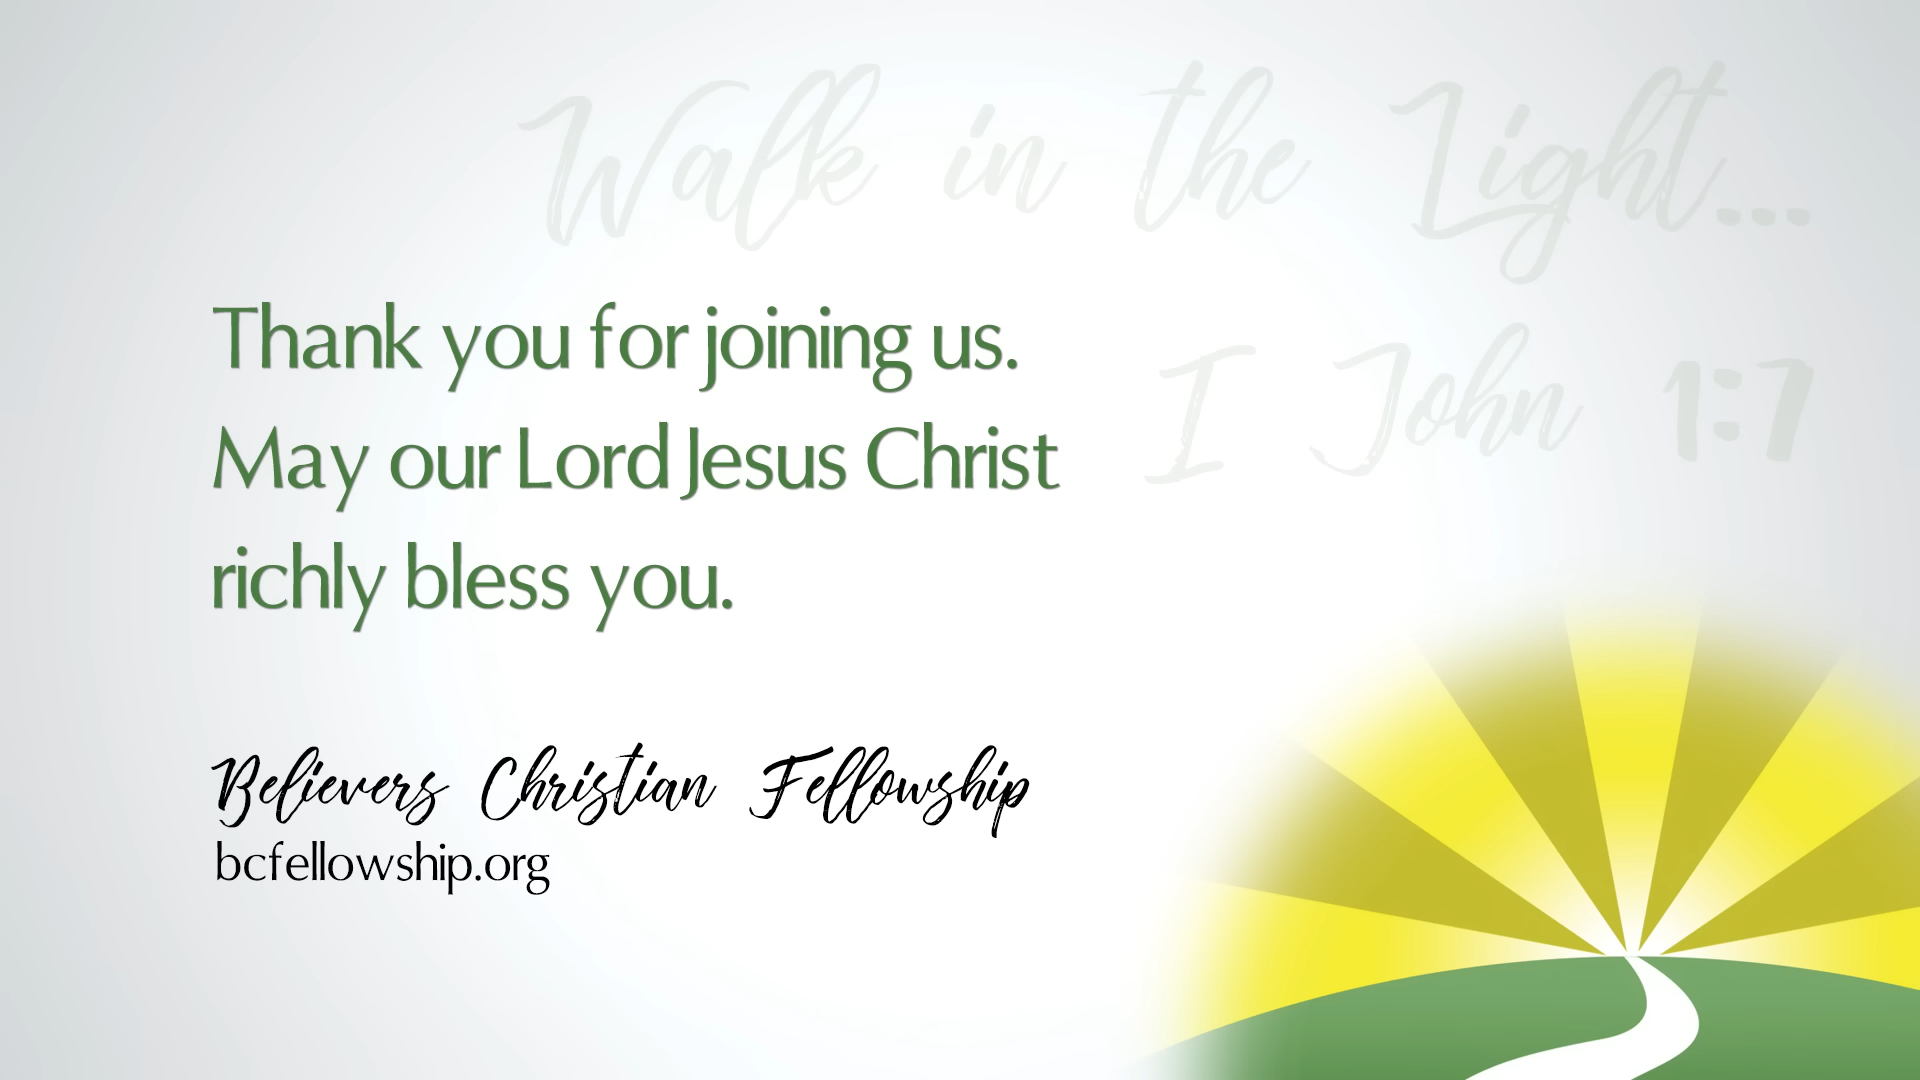 Walk in the Light...
I John 1:7
Thank you for joining us.
May our Lord Jesus Christ
richly bless you.
Believers Christian Fellowship
bcfellowship.org